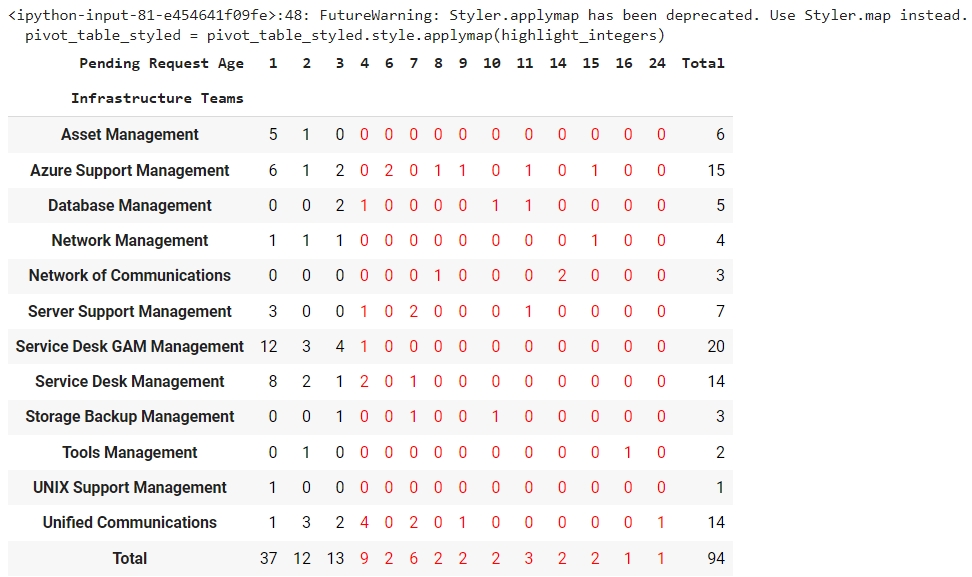 <ipython-input-81-e454641f09fe>:48: FutureWarning: Styler.applymap has been deprecated. Use Styler.map instead.
  pivot_table_styled = pivot_table_styled.style.applymap(highlight_integers)
Pending Request Age 1 2 3 4 6 7 8 9 10 11 14 15 16 24 Total
Infrastructure Teams
Asset Management 5 1 0 0 0 0 0 0 0 0 0 0 0 0 6
Azure Support Management 6 1 2 0 2 0 1 1 0 1 0 1 0 0 15
Database Management 0 0 2 1 0 0 0 0 1 1 0 0 0 0 5
Network Management 1 1 1 0 0 0 0 0 0 0 0 1 0 0 4
Network of Communications 0 0 0 0 0 0 1 0 0 0 2 0 0 0 3
Server Support Management 3 0 0 1 0 2 0 0 0 1 0 0 0 0 7
Service Desk GAM Management 12 3 4 1 0 0 0 0 0 0 0 0 0 0 20
Service Desk Management 8 2 1 2 0 1 0 0 0 0 0 0 0 0 14
Storage Backup Management 0 0 1 0 0 1 0 0 1 0 0 0 0 0 3
Tools Management 0 1 0 0 0 0 0 0 0 0 0 0 1 0 2
UNIX Support Management 1 0 0 0 0 0 0 0 0 0 0 0 0 0 1
Unified Communications 1 3 2 4 0 2 0 1 0 0 0 0 0 1 14
Total 37 12 13 9 2 6 2 2 2 3 2 2 1 1 94